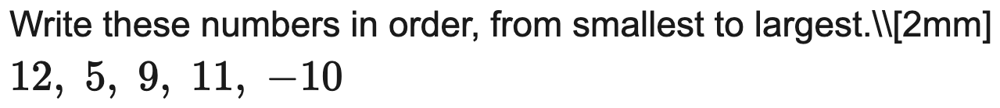 Write these numbers in order, from smallest to largest.\\[2mm]
12, 5, 9, 11, −10